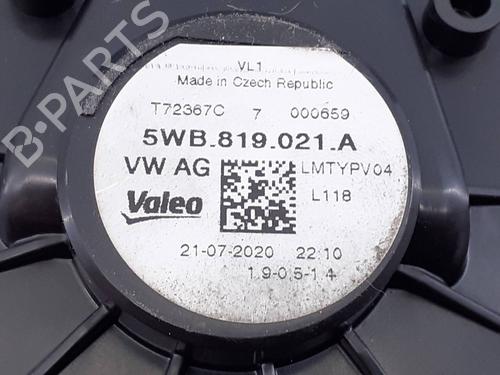 B-PARTS
VL1
Made in Czech Republic
T72367C 7 000659
5WB.819.021.A
VW AG LMTYPV04
Valeo L118
21-07-2020 22:10
1.9-0.5-1.4